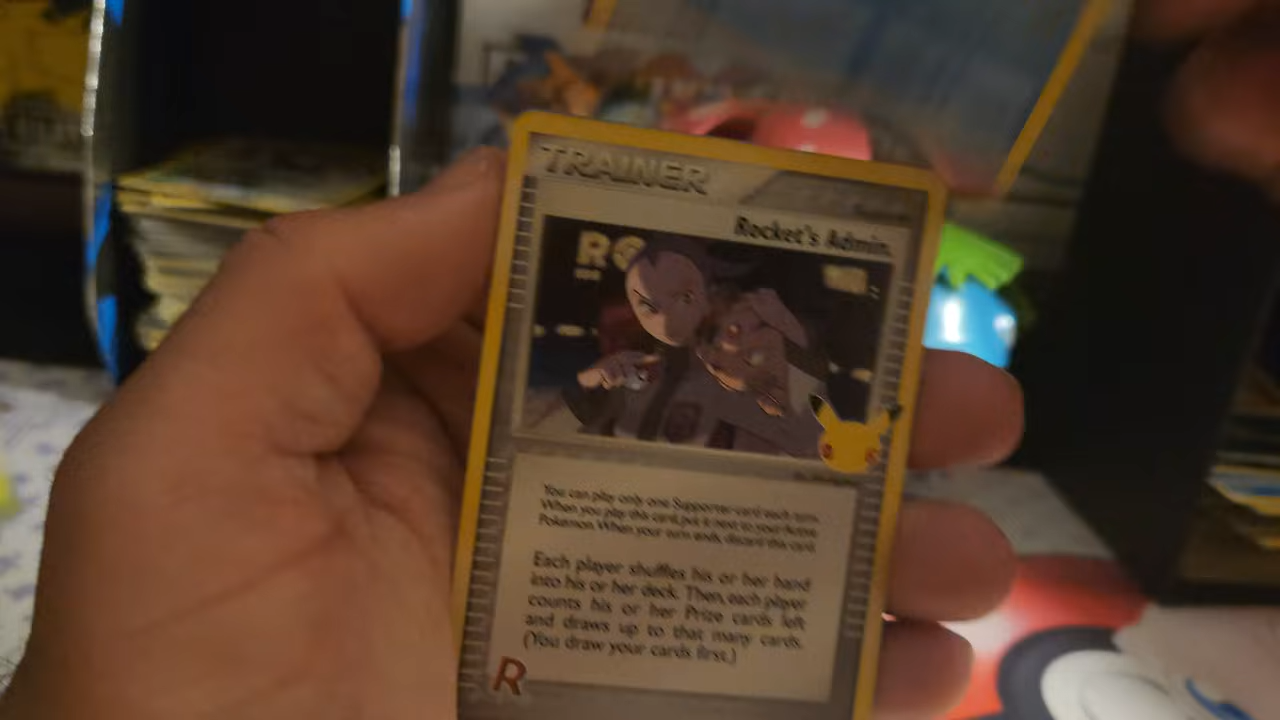 TRAINER
Rocket's Admin.
RO
You can play only one Supporter card each turn.
When you play this card, put it next to your Active
Pokémon. When your turn ends, discard this card.
Each player shuffles his or her hand
into his or her deck. Then, each player
counts his or her Prize cards left
and draws up to that many cards.
(You draw your cards first.)
R